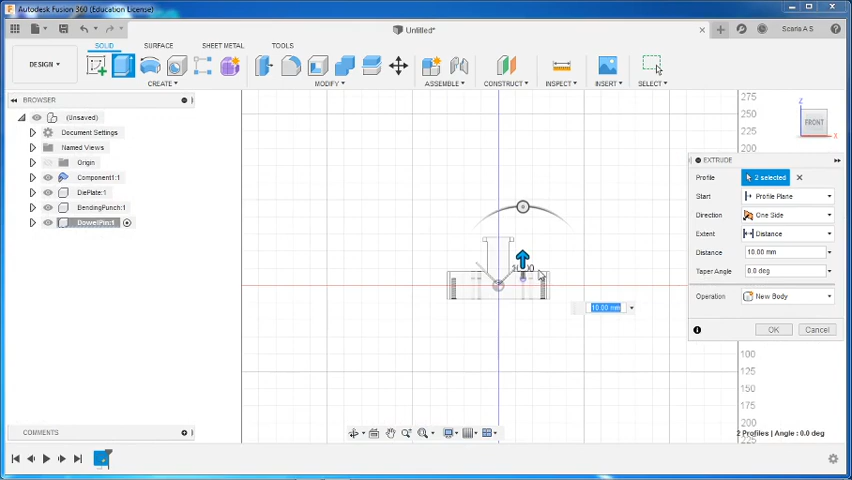 Autodesk Fusion 360 (Education License)
Untitled*
Scaria A S
SOLID SURFACE SHEET METAL TOOLS
DESIGN
CREATE MODIFY ASSEMBLE CONSTRUCT INSPECT INSERT SELECT
BROWSER
(Unsaved)
Document Settings
Named Views
Origin
Component1:1
DiePlate:1
BendingPunch:1
DowelPin:1
275
250
225
200
Z
FRONT
X
EXTRUDE
Profile 2 selected
Start Profile Plane
Direction One Side
Extent Distance
Distance 10.00 mm
Taper Angle 0.0 deg
Operation New Body
OK Cancel
10.00 mm
100
125
150
175
200
225
2 Profiles | Angle : 0.0 deg
COMMENTS